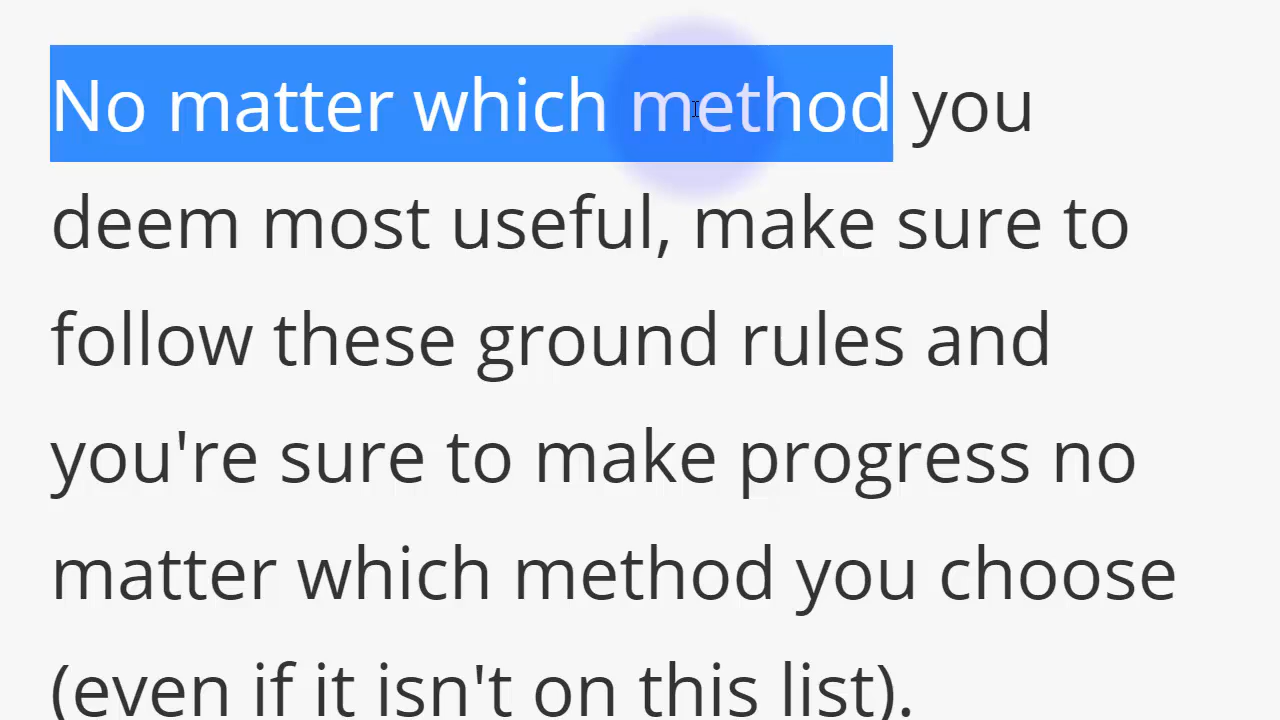 No matter which method you
deem most useful, make sure to
follow these ground rules and
you're sure to make progress no
matter which method you choose
(even if it isn't on this list).